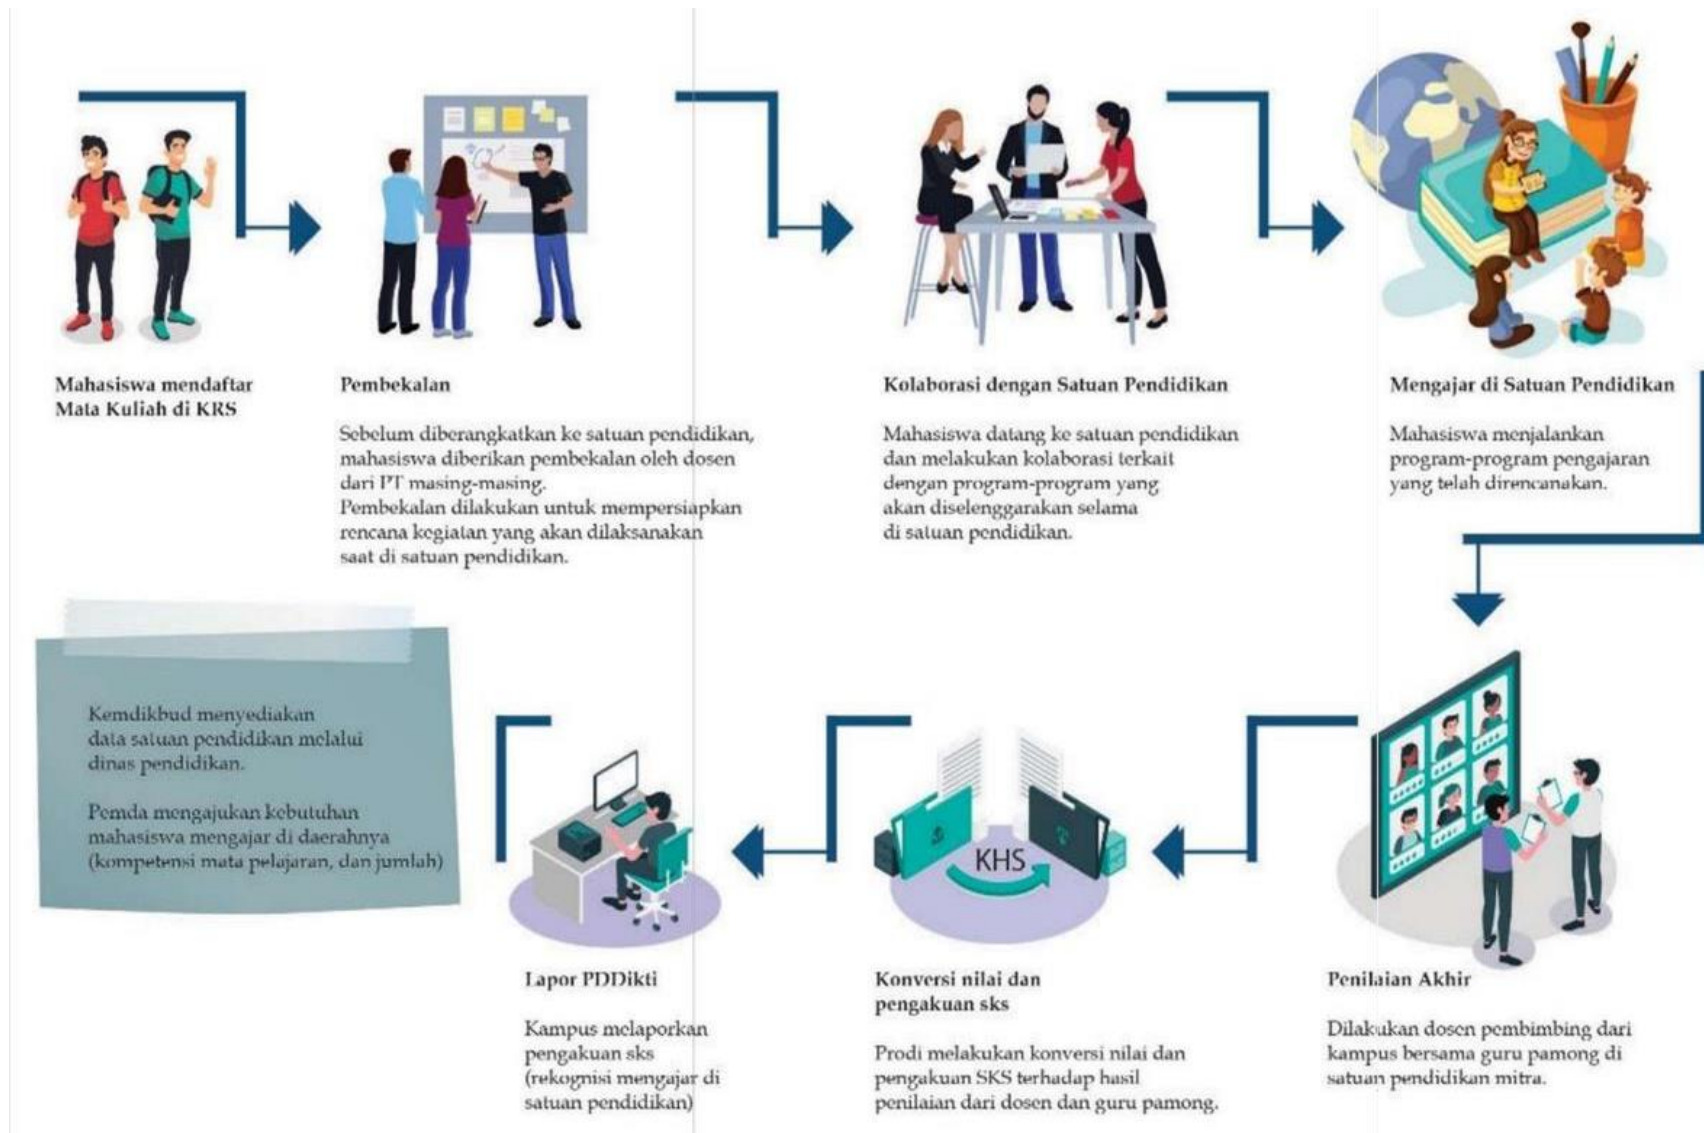 Mahasiswa mendaftar
Mata Kuliah di KRS
Pembekalan
Sebelum diberangkatkan ke satuan pendidikan,
mahasiswa diberikan pembekalan oleh dosen
dari PT masing-masing.
Pembekalan dilakukan untuk mempersiapkan
rencana kegiatan yang akan dilaksanakan
saat di satuan pendidikan.
Kolaborasi dengan Satuan Pendidikan
Mahasiswa datang ke satuan pendidikan
dan melakukan kolaborasi terkait
dengan program-program yang
akan diselenggarakan selama
di satuan pendidikan.
Mengajar di Satuan Pendidikan
Mahasiswa menjalankan
program-program pengajaran
yang telah direncanakan.
Penilaian Akhir
Dilakukan dosen pembimbing dari
kampus bersama guru pamong di
satuan pendidikan mitra.
KHS
Konversi nilai dan
pengakuan sks
Prodi melakukan konversi nilai dan
pengakuan SKS terhadap hasil
penilaian dari dosen dan guru pamong.
Lapor PDDikti
Kampus melaporkan
pengakuan sks
(rekognisi mengajar di
satuan pendidikan)
Kemdikbud menyediakan
data satuan pendidikan melalui
dinas pendidikan.
Pemda mengajukan kebutuhan
mahasiswa mengajar di daerahnya
(kompetensi mata pelajaran, dan jumlah)